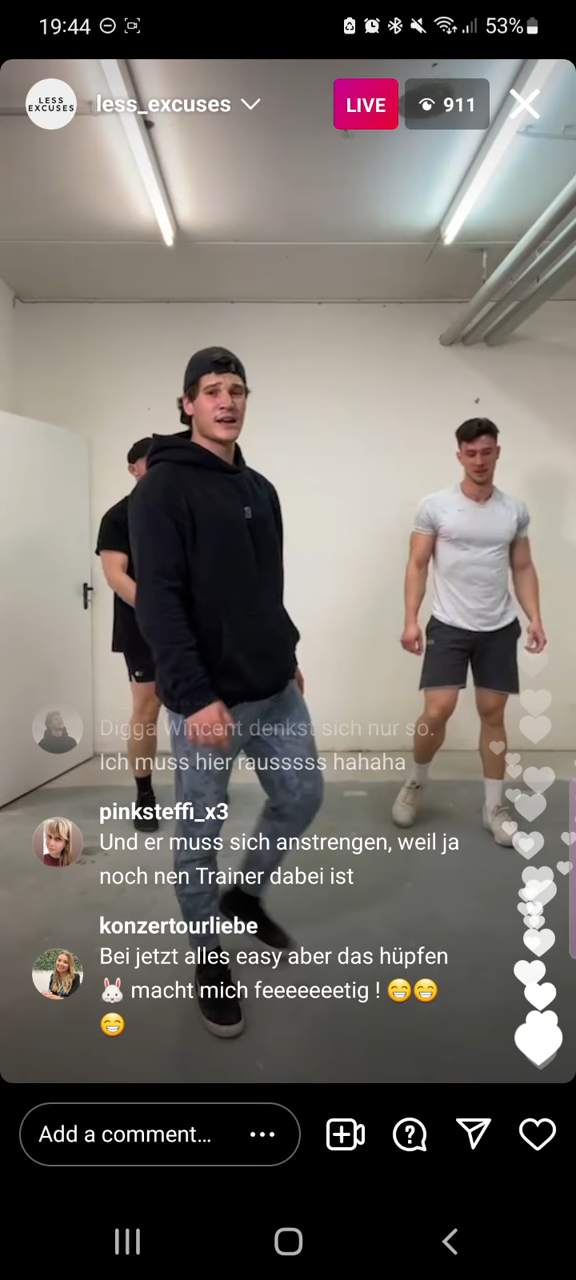 19:44
53%
LESS
EXCUSES
less_excuses
LIVE
911
Digga Wincent denkst sich nur so.
Ich muss hier raussssss hahaha
pinksteffi_x3
Und er muss sich anstrengen, weil ja
noch nen Trainer dabei ist
konzertourliebe
Bei jetzt alles easy aber das hüpfen
🐰 macht mich feeeeeeetig ! 😁😁
😁
Add a comment...